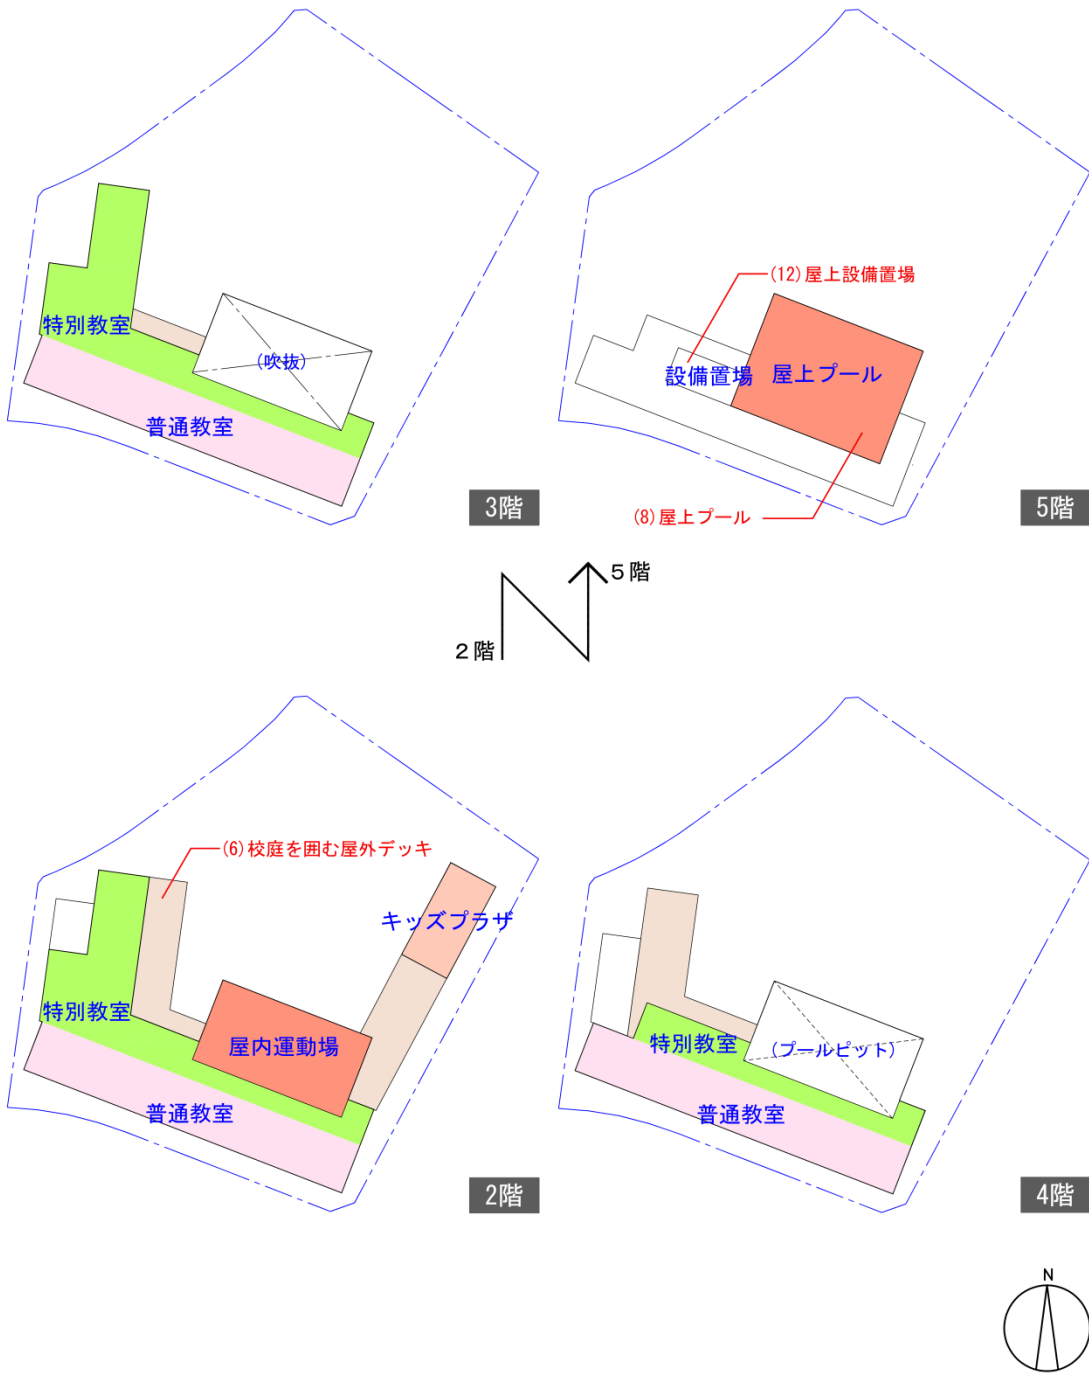 特別教室
(吹抜)
普通教室
3階
(12)屋上設備置場
設備置場
屋上プール
(8)屋上プール
5階
2階
5階
(6)校庭を囲む屋外デッキ
キッズプラザ
特別教室
屋内運動場
普通教室
2階
特別教室
(プールピット)
普通教室
4階
N